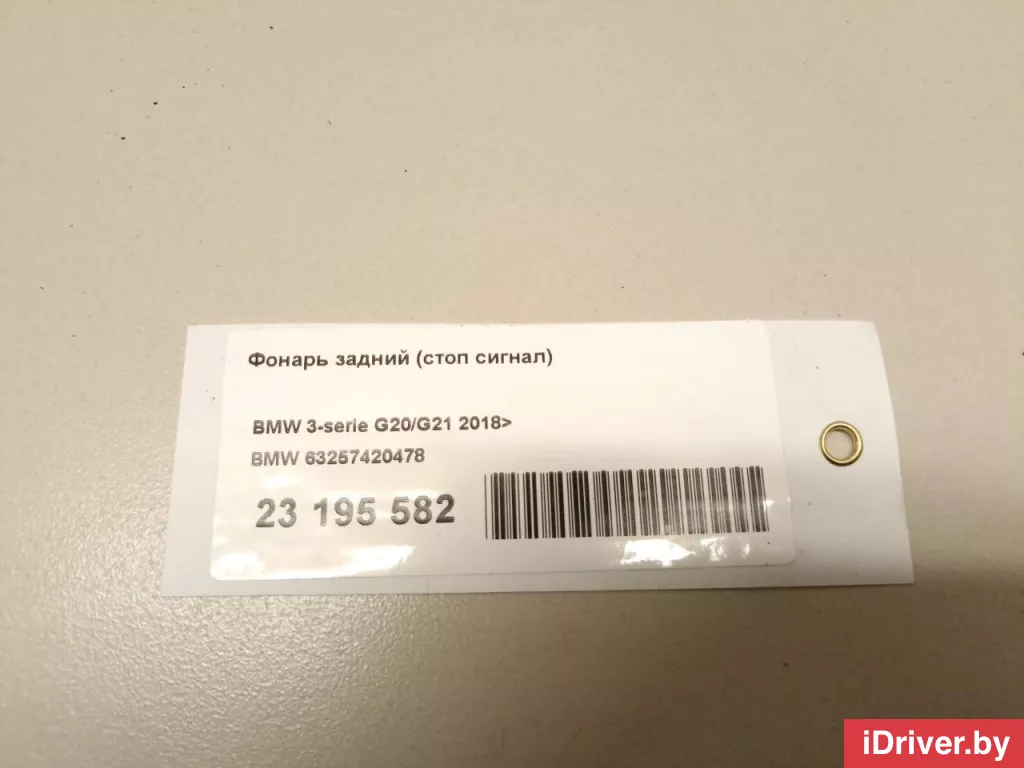 Фонарь задний (стоп сигнал)
BMW 3-serie G20/G21 2018>
BMW 63257420478
23 195 582
iDriver.by